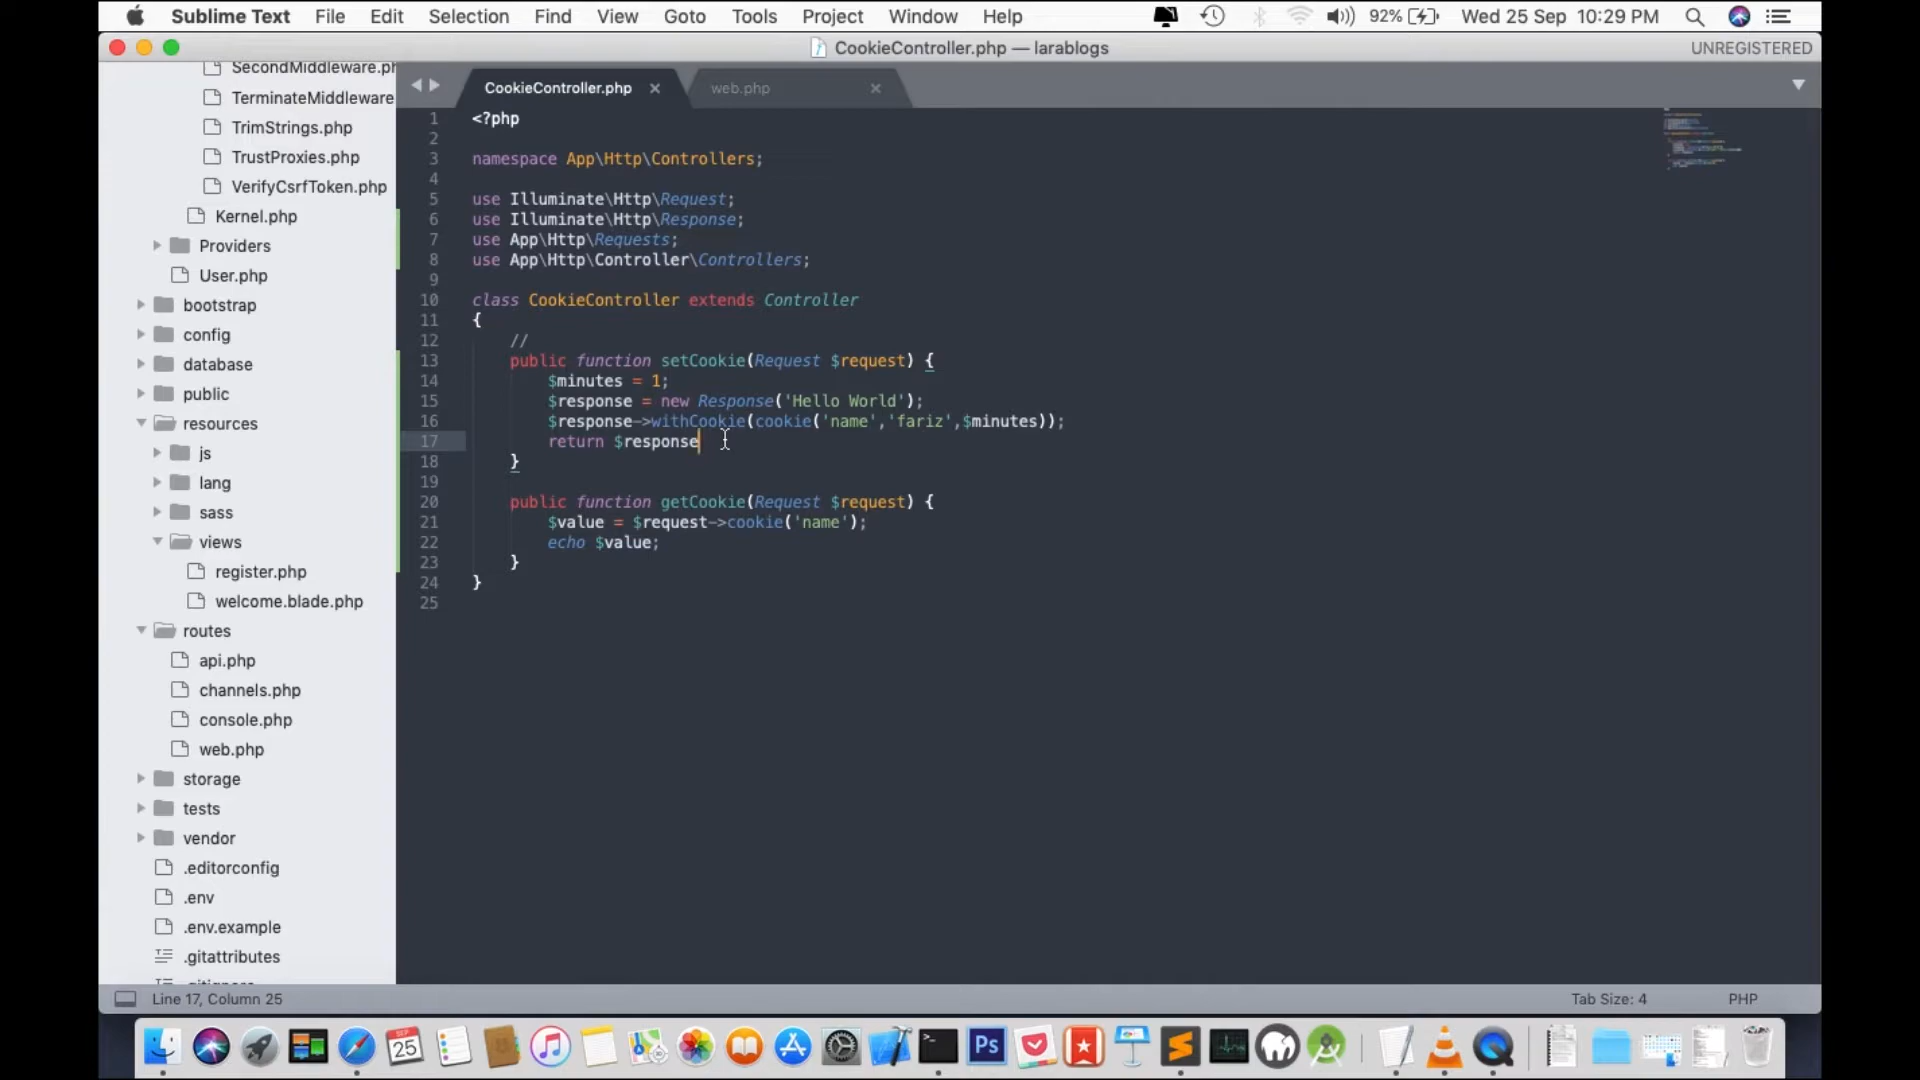 Sublime Text File Edit Selection Find View Goto Tools Project Window Help 92% Wed 25 Sep 10:29 PM
CookieController.php — larablogs UNREGISTERED
SecondMiddleware.ph
TerminateMiddleware
TrimStrings.php
TrustProxies.php
VerifyCsrfToken.php
Kernel.php
Providers
User.php
bootstrap
config
database
public
resources
js
lang
sass
views
register.php
welcome.blade.php
routes
api.php
channels.php
console.php
web.php
storage
tests
vendor
.editorconfig
.env
.env.example
.gitattributes
CookieController.php web.php
1 <?php
2
3 namespace App\Http\Controllers;
4
5 use Illuminate\Http\Request;
6 use Illuminate\Http\Response;
7 use App\Http\Requests;
8 use App\Http\Controller\Controllers;
9
10 class CookieController extends Controller
11 {
12 //
13 public function setCookie(Request $request) {
14 $minutes = 1;
15 $response = new Response('Hello World');
16 $response->withCookie(cookie('name','fariz',$minutes));
17 return $response
18 }
19
20 public function getCookie(Request $request) {
21 $value = $request->cookie('name');
22 echo $value;
23 }
24 }
25
Line 17, Column 25 Tab Size: 4 PHP
SEP
25
Ps